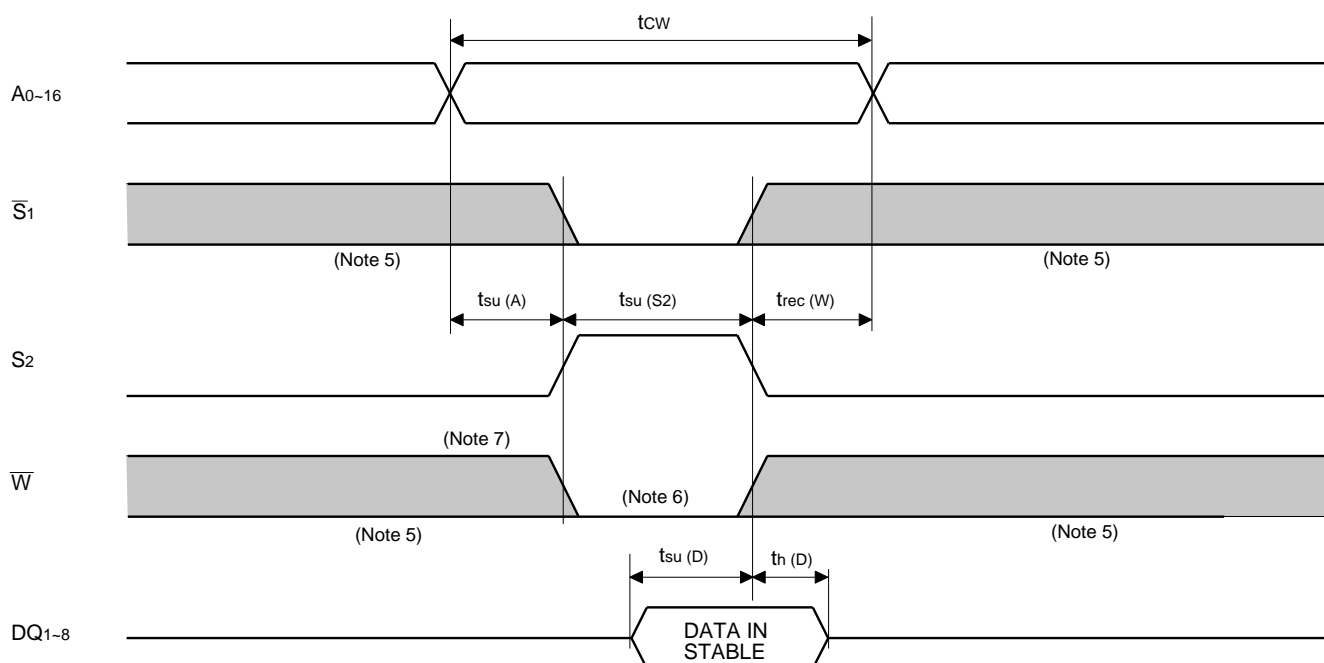 tCW
A0~16
S1
(Note 5) (Note 5)
tsu (A) tsu (S2) trec (W)
S2
(Note 7)
W
(Note 6)
(Note 5) (Note 5)
tsu (D) th (D)
DQ1~8
DATA IN
STABLE